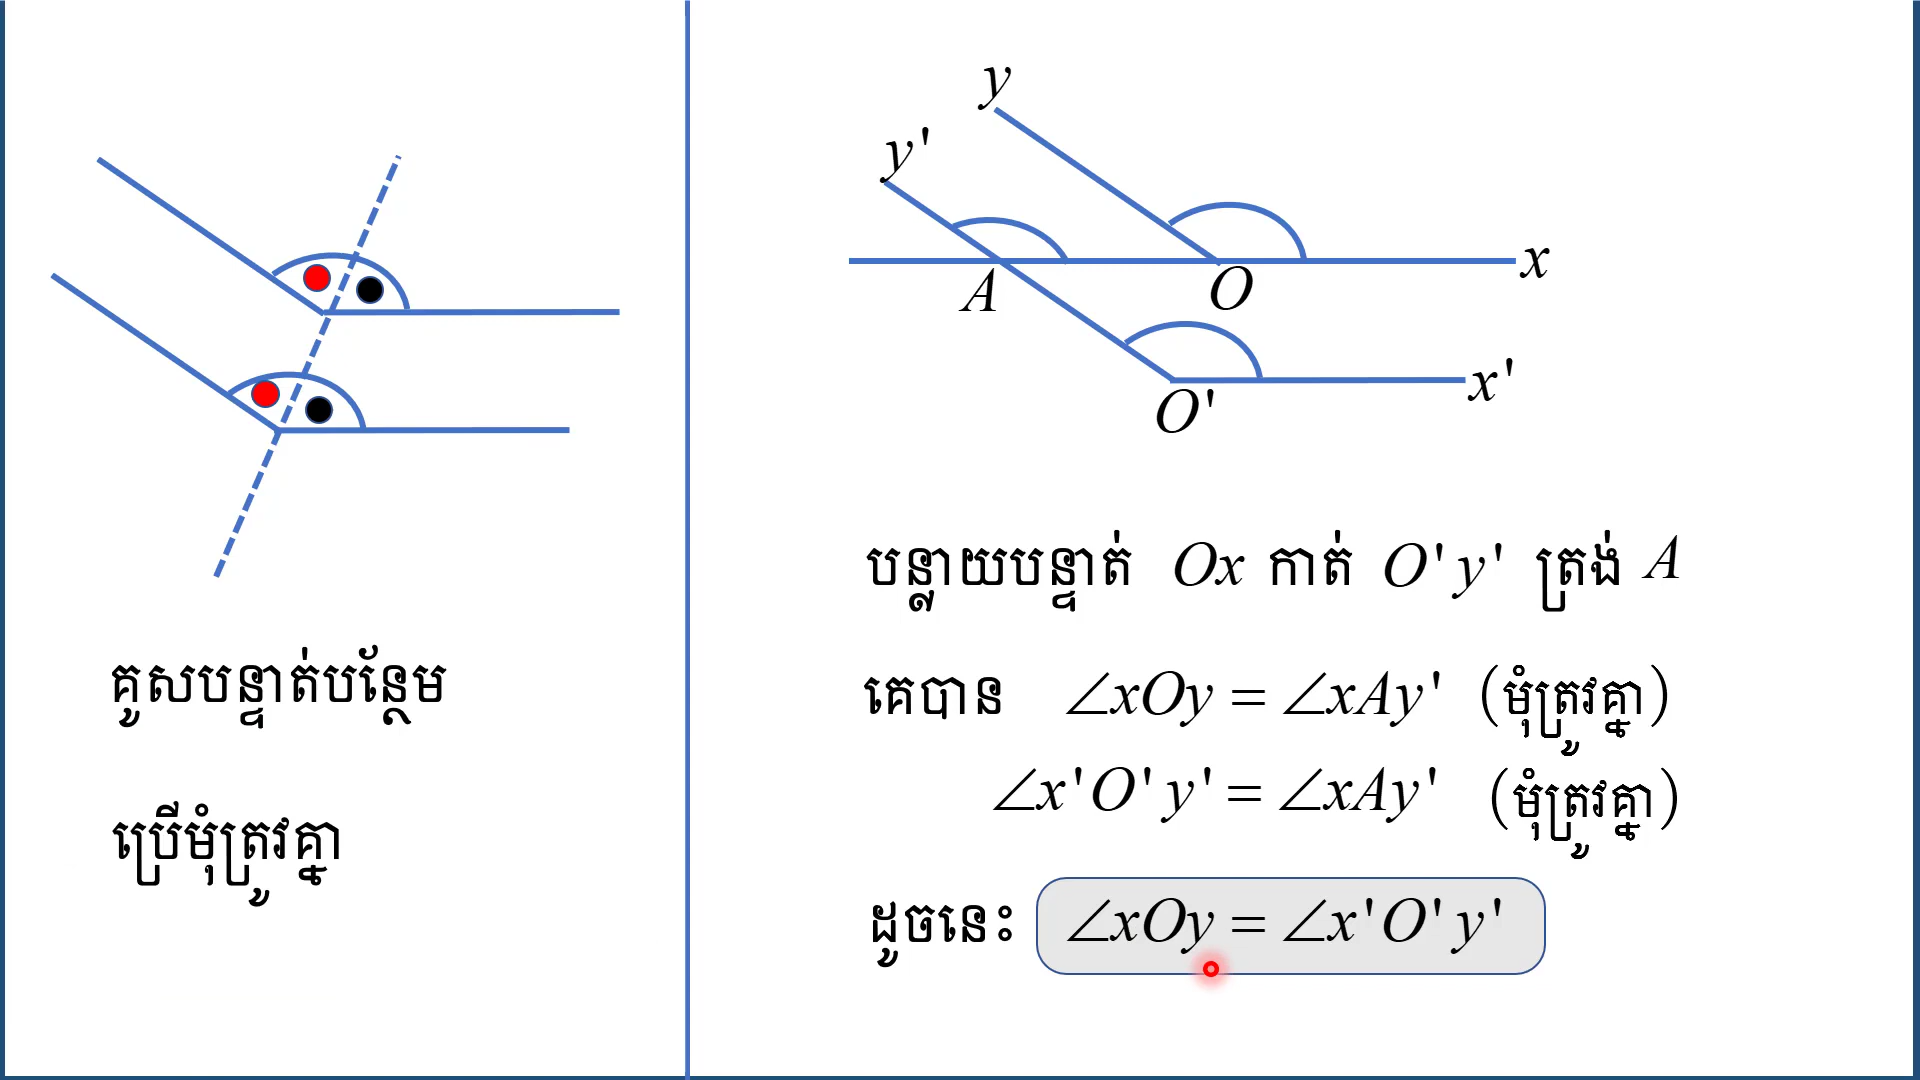 គូសបន្ទាត់បន្ថែម
ប្រើមុំត្រូវគ្នា
y
y'
A
O
x
O'
x'
បន្លាយបន្ទាត់ Ox កាត់ O'y' ត្រង់ A
គេបាន ∠xOy = ∠xAy' (មុំត្រូវគ្នា)
∠x'O'y' = ∠xAy' (មុំត្រូវគ្នា)
ដូចនេះ ∠xOy = ∠x'O'y'